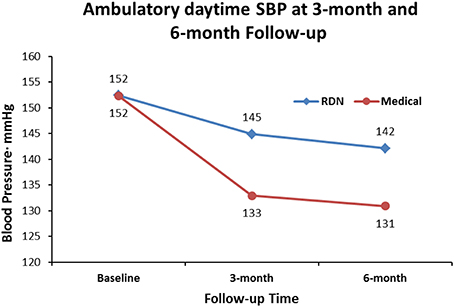 Ambulatory daytime SBP at 3-month and
6-month Follow-up
Blood Pressure· mmHg
160
155
150
145
140
135
130
125
120
152
152
145
133
142
131
RDN
Medical
Baseline
3-month
6-month
Follow-up Time